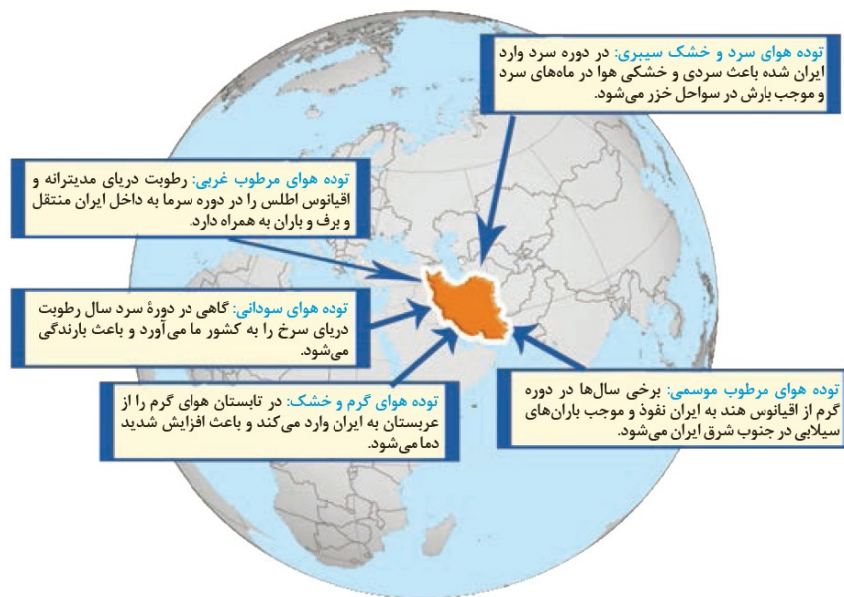 توده هوای سرد و خشک سیبری: در دوره سرد وارد
ایران شده باعث سردی و خشکی هوا در ماه‌های سرد
و موجب بارش در سواحل خزر می‌شود.
توده هوای مرطوب غربی: رطوبت دریای مدیترانه و
اقیانوس اطلس را در دوره سرما به داخل ایران منتقل
و برف و باران به همراه دارد.
توده هوای سودانی: گاهی در دورهٔ سرد سال رطوبت
دریای سرخ را به کشور ما می‌آورد و باعث بارندگی
می‌شود.
توده هوای گرم و خشک: در تابستان هوای گرم را از
عربستان به ایران وارد می‌کند و باعث افزایش شدید
دما می‌شود.
توده هوای مرطوب موسمی: برخی سال‌ها در دوره
گرم از اقیانوس هند به ایران نفوذ و موجب باران‌های
سیلابی در جنوب شرق ایران می‌شود.